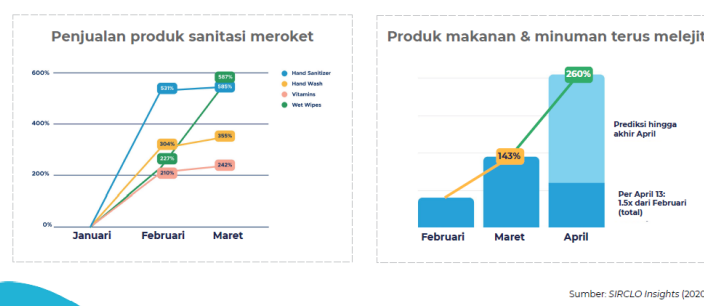 Penjualan produk sanitasi meroket
600%
400%
200%
0%
531%
304%
227%
210%
587%
585%
355%
242%
Januari
Februari
Maret
Hand Sanitizer
Hand Wash
Vitamins
Wet Wipes
Produk makanan & minuman terus melejit
260%
143%
Prediksi hingga
akhir April
Per April 13:
1.5x dari Februari
(total)
Februari
Maret
April
Sumber: SIRCLO Insights (2020